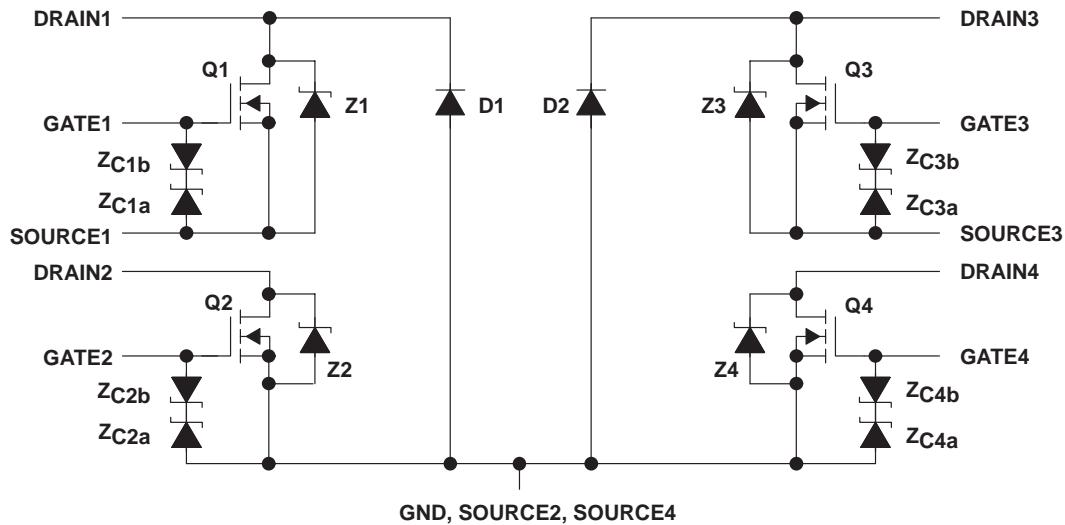 DRAIN1
DRAIN3
Q1
Q3
Z1
D1
D2
Z3
GATE1
GATE3
ZC1b
ZC3b
ZC1a
ZC3a
SOURCE1
SOURCE3
DRAIN2
DRAIN4
Q2
Q4
GATE2
Z2
Z4
GATE4
ZC2b
ZC4b
ZC2a
ZC4a
GND, SOURCE2, SOURCE4